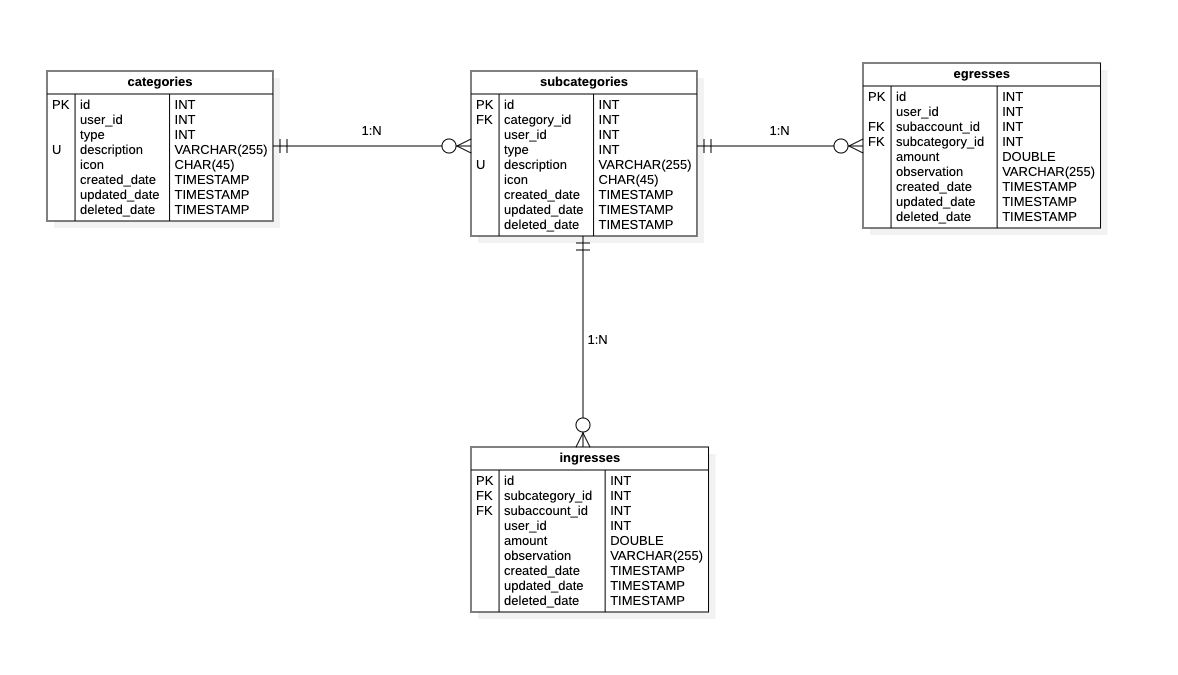 categories
PK id INT
user_id INT
type INT
U description VARCHAR(255)
icon CHAR(45)
created_date TIMESTAMP
updated_date TIMESTAMP
deleted_date TIMESTAMP
1:N
subcategories
PK id INT
FK category_id INT
user_id INT
type INT
U description VARCHAR(255)
icon CHAR(45)
created_date TIMESTAMP
updated_date TIMESTAMP
deleted_date TIMESTAMP
1:N
egresses
PK id INT
user_id INT
FK subaccount_id INT
FK subcategory_id INT
amount DOUBLE
observation VARCHAR(255)
created_date TIMESTAMP
updated_date TIMESTAMP
deleted_date TIMESTAMP
1:N
ingresses
PK id INT
FK subcategory_id INT
FK subaccount_id INT
user_id INT
amount DOUBLE
observation VARCHAR(255)
created_date TIMESTAMP
updated_date TIMESTAMP
deleted_date TIMESTAMP